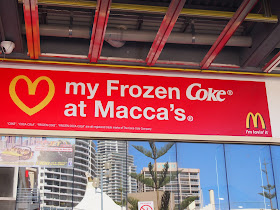 my Frozen Coke®
at Macca's®
i'm lovin' it